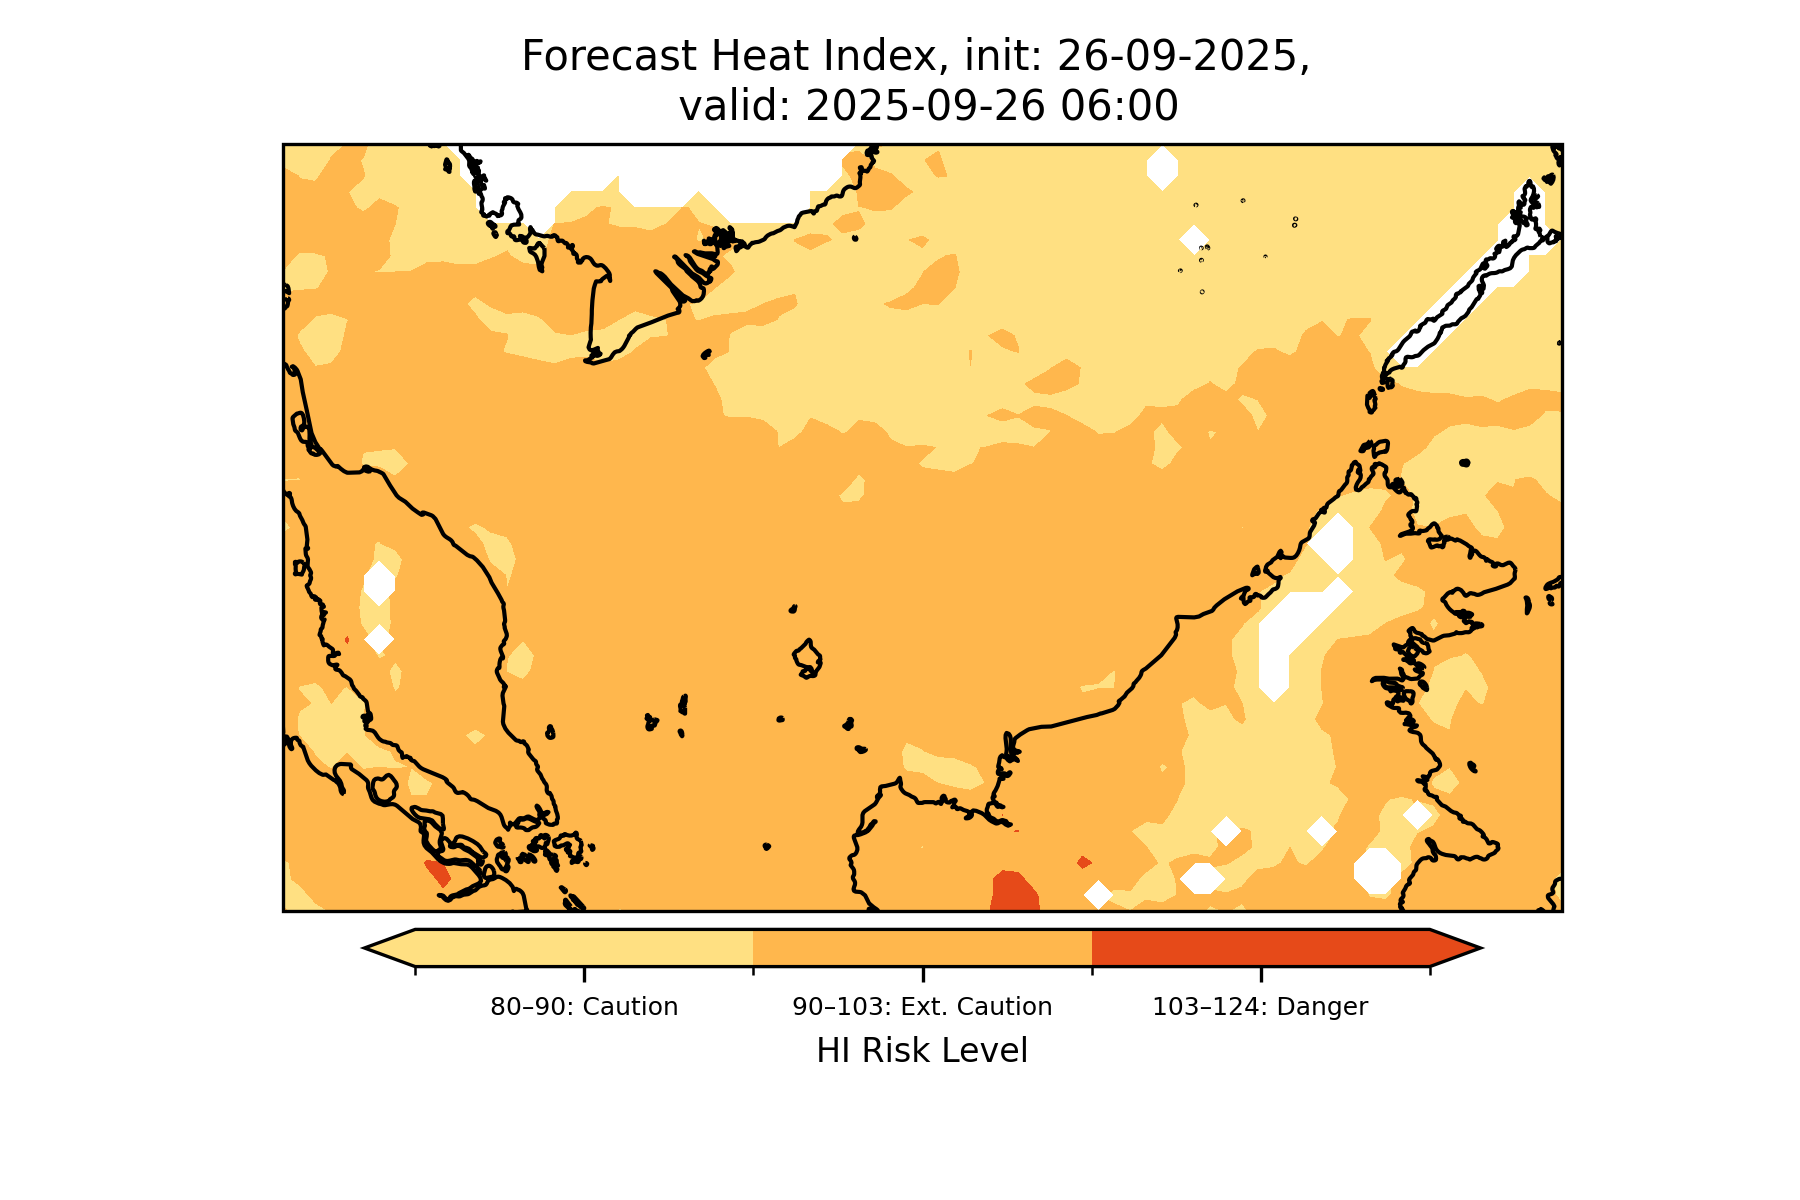 Forecast Heat Index, init: 26-09-2025,
valid: 2025-09-26 06:00
80–90: Caution
90–103: Ext. Caution
103–124: Danger
HI Risk Level